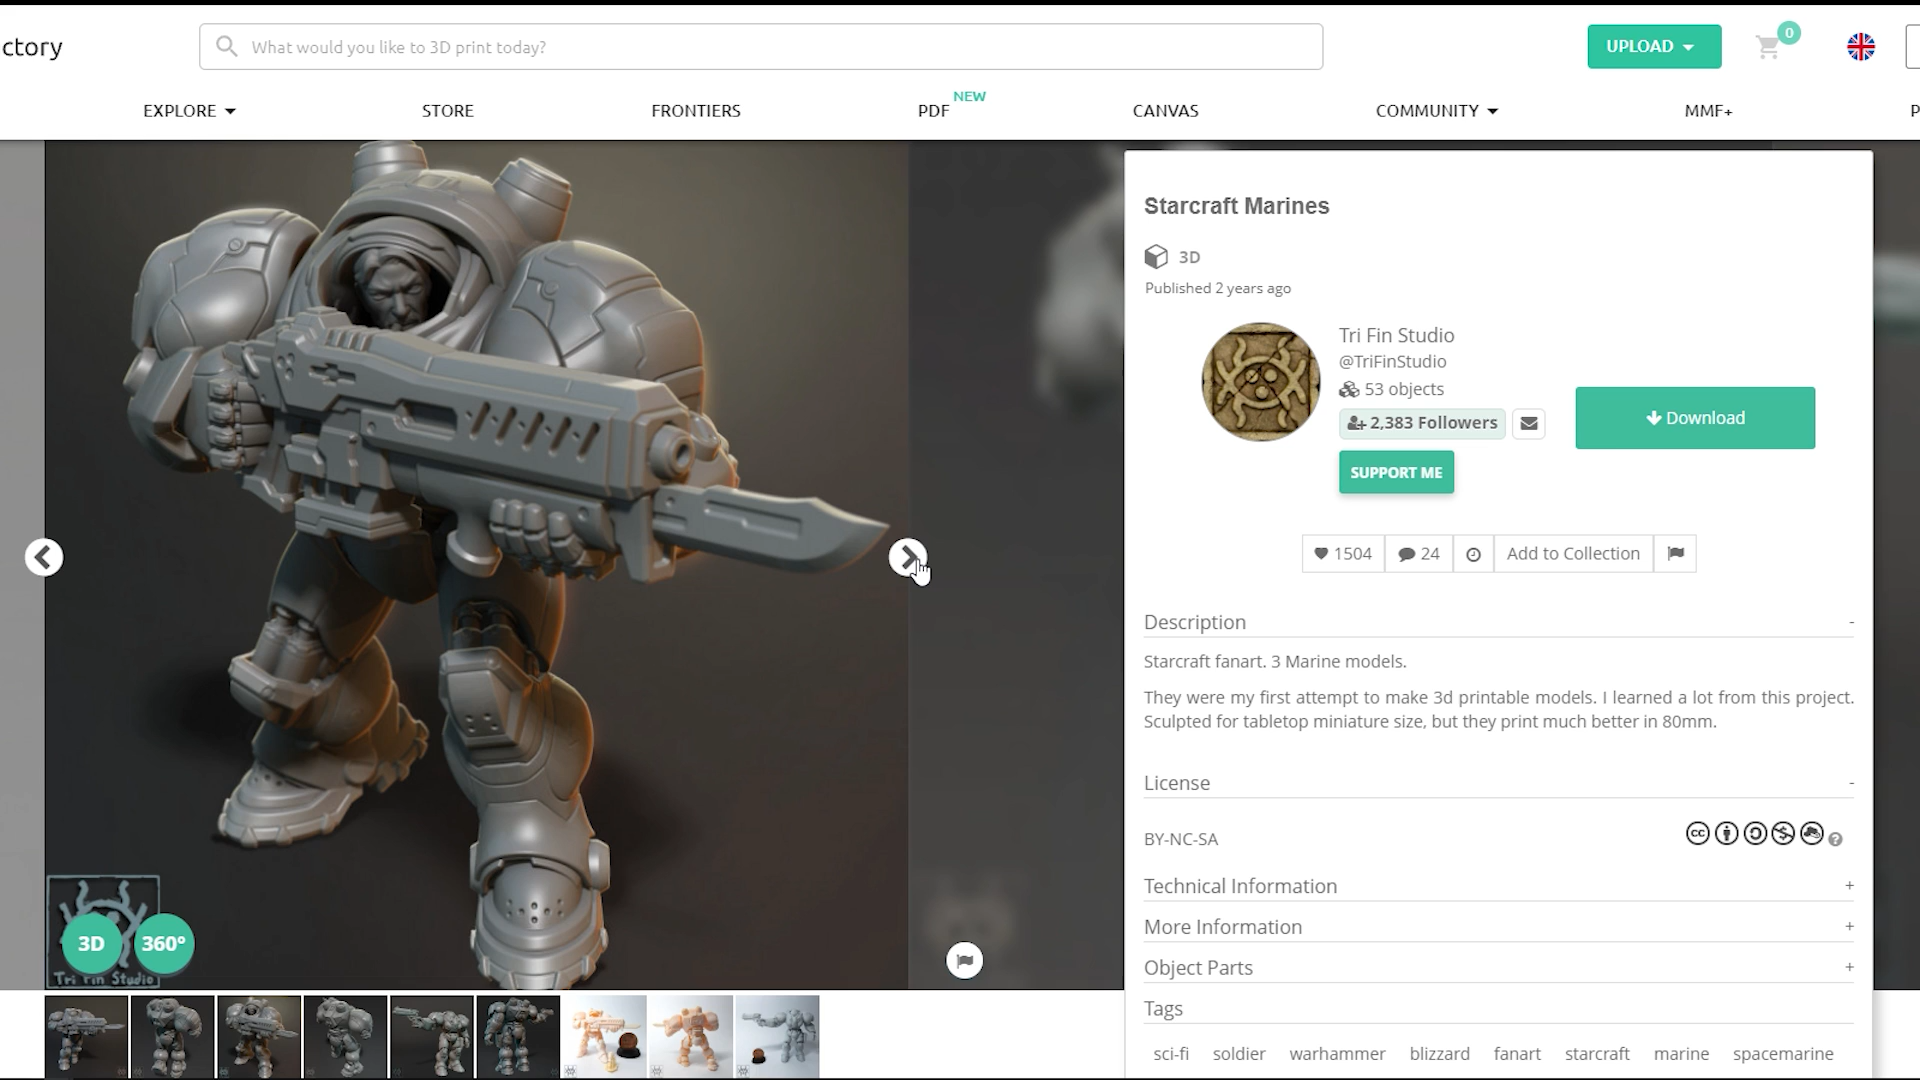 ctory
What would you like to 3D print today?
UPLOAD
0
EXPLORE
STORE
FRONTIERS
PDF
NEW
CANVAS
COMMUNITY
MMF+
P
Starcraft Marines
3D
Published 2 years ago
Tri Fin Studio
@TriFinStudio
53 objects
2,383 Followers
Download
SUPPORT ME
1504
24
Add to Collection
Description
-
Starcraft fanart. 3 Marine models.
They were my first attempt to make 3d printable models. I learned a lot from this project.
Sculpted for tabletop miniature size, but they print much better in 80mm.
License
-
BY-NC-SA
cc
?
Technical Information
+
More Information
+
Object Parts
+
Tags
sci-fi soldier warhammer blizzard fanart starcraft marine spacemarine
3D
360°
Tri Fin Studio